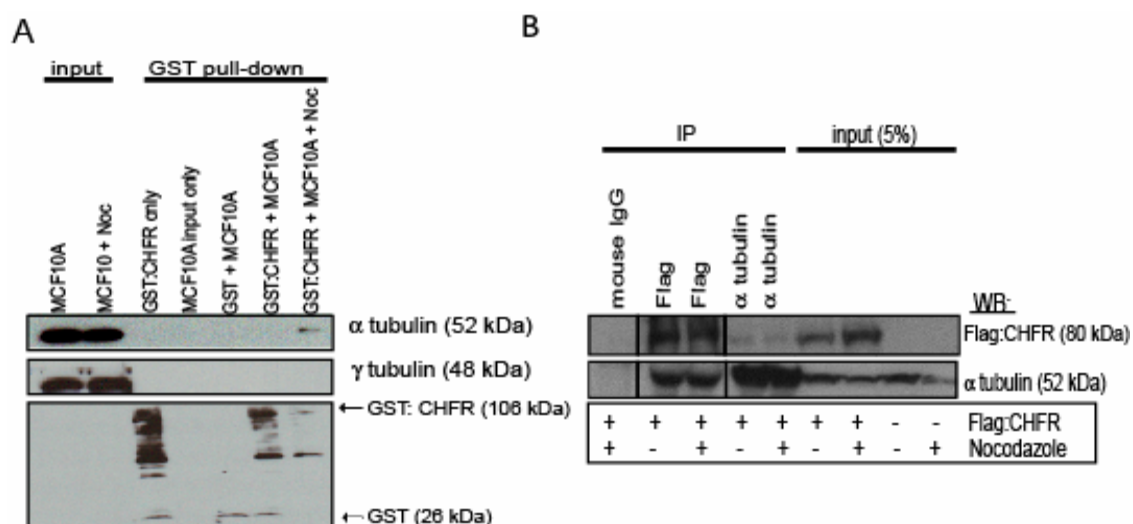 A
input
GST pull-down
MCF10A
MCF10 + Noc
GST:CHFR only
MCF10A input only
GST + MCF10A
GST:CHFR + MCF10A
GST:CHFR + MCF10A + Noc
α tubulin (52 kDa)
γ tubulin (48 kDa)
GST: CHFR (106 kDa)
GST (26 kDa)
B
IP
input (5%)
mouse IgG
Flag
Flag
α tubulin
α tubulin
WB:
Flag:CHFR (80 kDa)
α tubulin (52 kDa)
+ + + + + + + - - Flag:CHFR
+ - + - + - + - + Nocodazole